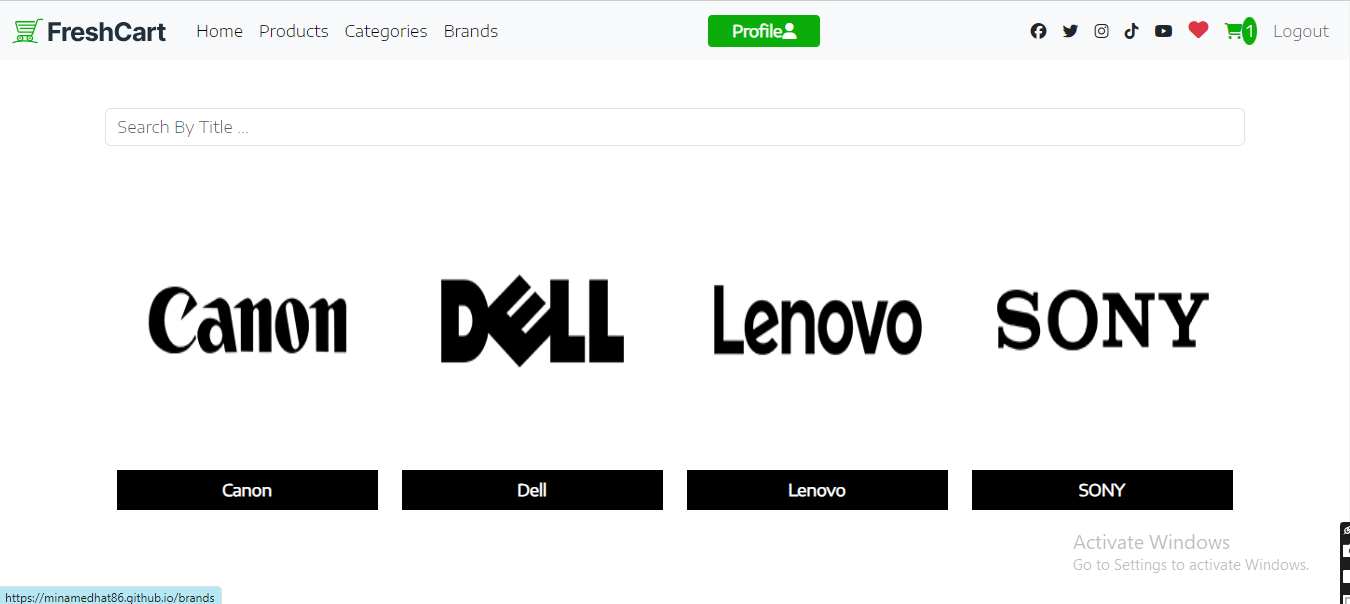 FreshCart Home Products Categories Brands Profile 1 Logout
Search By Title ...
Canon DELL Lenovo SONY
Canon Dell Lenovo SONY
Activate Windows
Go to Settings to activate Windows.
https://minamedhat86.github.io/brands